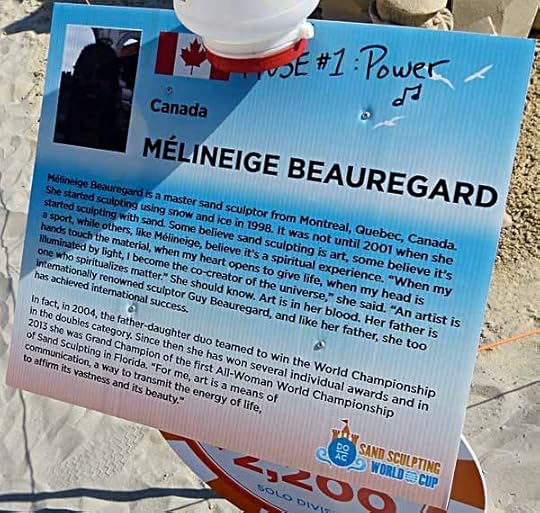 #1 : Power
Canada
MÉLINEIGE BEAUREGARD
Mélineige Beauregard is a master sand sculptor from Montreal, Quebec, Canada.
She started sculpting using snow and ice in 1998. It was not until 2001 when she
started sculpting with sand. Some believe sand sculpting is art, some believe it's
a sport, while others, like Mélineige, believe it's a spiritual experience. "When my
hands touch the material, when my heart opens to give life, when my head is
illuminated by light, I become the co-creator of the universe," she said. "An artist is
one who spiritualizes matter." She should know. Art is in her blood. Her father is
internationally renowned sculptor Guy Beauregard, and like her father, she too
has achieved international success.
In fact, in 2004, the father-daughter duo teamed to win the World Championship
in the doubles category. Since then she has won several individual awards and in
2013 she was Grand Champion of the first All-Woman World Championship
of Sand Sculpting in Florida. "For me, art is a means of
communication, a way to transmit the energy of life,
to affirm its vastness and its beauty."
DO
AC
SAND SCULPTING
WORLD CUP
2,200
SOLO